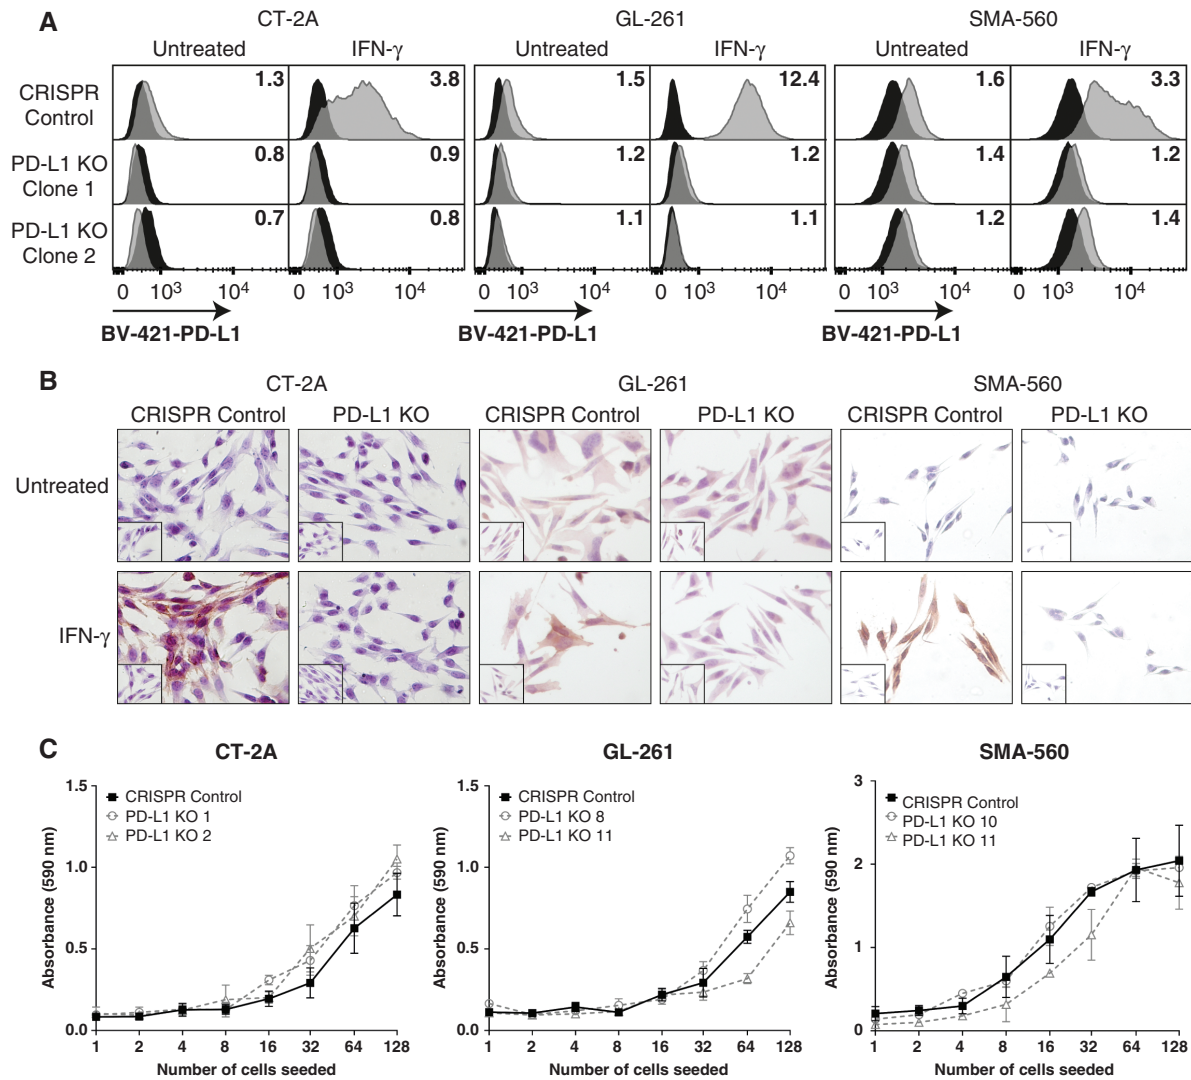 A
CT-2A GL-261 SMA-560
Untreated IFN-γ Untreated IFN-γ Untreated IFN-γ
CRISPR Control 1.3 3.8 1.5 12.4 1.6 3.3
PD-L1 KO Clone 1 0.8 0.9 1.2 1.2 1.4 1.2
PD-L1 KO Clone 2 0.7 0.8 1.1 1.1 1.2 1.4
0 10³ 10⁴ 0 10³ 10⁴ 0 10³ 10⁴ 0 10³ 10⁴ 0 10³ 10⁴ 0 10³ 10⁴
BV-421-PD-L1 BV-421-PD-L1 BV-421-PD-L1
B
CT-2A GL-261 SMA-560
CRISPR Control PD-L1 KO CRISPR Control PD-L1 KO CRISPR Control PD-L1 KO
Untreated
IFN-γ
C
CT-2A
Absorbance (590 nm)
1.5
1.0
0.5
0.0
CRISPR Control
PD-L1 KO 1
PD-L1 KO 2
1 2 4 8 16 32 64 128
Number of cells seeded
GL-261
Absorbance (590 nm)
1.5
1.0
0.5
0.0
CRISPR Control
PD-L1 KO 8
PD-L1 KO 11
1 2 4 8 16 32 64 128
Number of cells seeded
SMA-560
Absorbance (590 nm)
3
2
1
0
CRISPR Control
PD-L1 KO 10
PD-L1 KO 11
1 2 4 8 16 32 64 128
Number of cells seeded